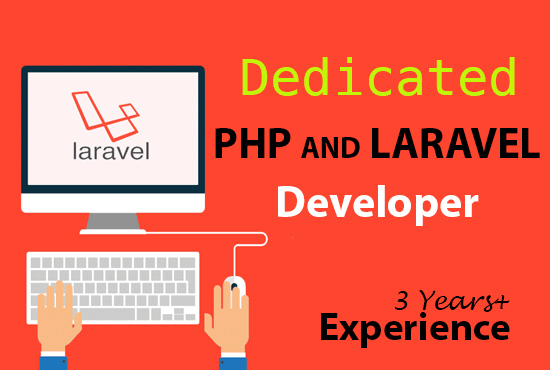 Dedicated
laravel
PHP AND LARAVEL
Developer
3 Years+
Experience